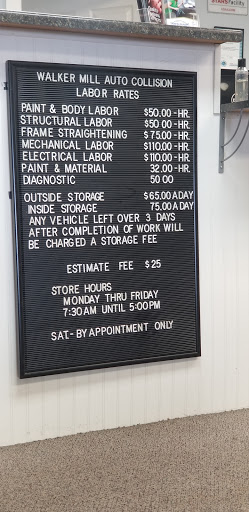 WALKER MILL AUTO COLLISION
LABOR RATES
PAINT & BODY LABOR $50.00 - HR.
STRUCTURAL LABOR $50 00 - HR.
FRAME STRAIGHTENING $75.00 - HR.
MECHANICAL LABOR $110.00 - HR.
ELECTRICAL LABOR $110.00 - HR.
PAINT & MATERIAL 32.00 - HR.
DIAGNOSTIC 50 00
OUTSIDE STORAGE $65.00 A DAY
INSIDE STORAGE 75.00 A DAY
ANY VEHICLE LEFT OVER 3 DAYS
AFTER COMPLETION OF WORK WILL
BE CHARGED A STORAGE FEE
ESTIMATE FEE $25
STORE HOURS
MONDAY THRU FRIDAY
7:30AM UNTIL 5:00PM
SAT.- BY APPOINTMENT ONLY